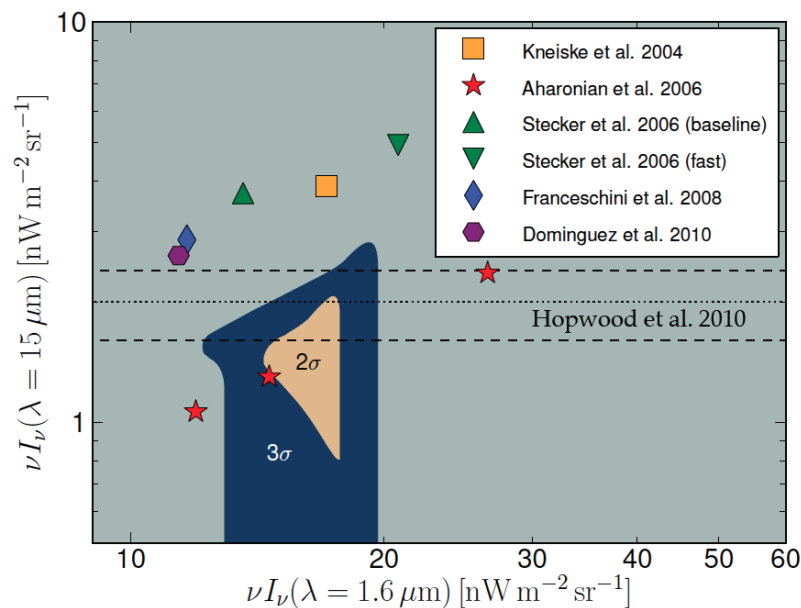 10
1
νI_ν(λ = 15 μm) [nW m⁻² sr⁻¹]
Kneiske et al. 2004
Aharonian et al. 2006
Stecker et al. 2006 (baseline)
Stecker et al. 2006 (fast)
Franceschini et al. 2008
Dominguez et al. 2010
Hopwood et al. 2010
2σ
3σ
10 20 30 40 50 60
νI_ν(λ = 1.6 μm) [nW m⁻² sr⁻¹]